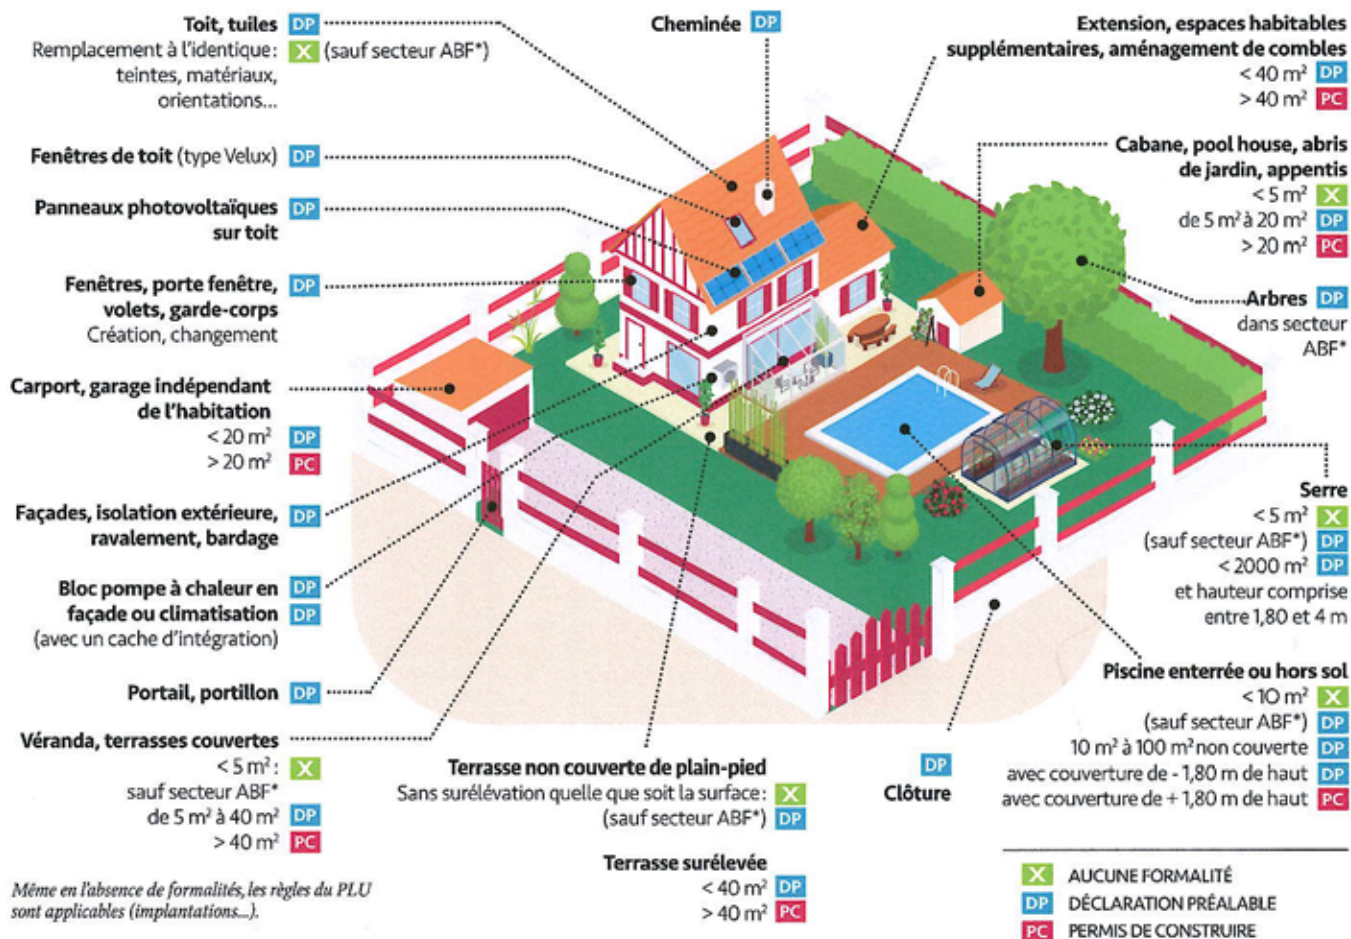 Toit, tuiles DP
Remplacement à l'identique : X (sauf secteur ABF*)
teintes, matériaux,
orientations...
Fenêtres de toit (type Velux) DP
Panneaux photovoltaïques DP
sur toit
Fenêtres, porte fenêtre, DP
volets, garde-corps
Création, changement
Carport, garage indépendant
de l'habitation
< 20 m² DP
> 20 m² PC
Façades, isolation extérieure, DP
ravalement, bardage
Bloc pompe à chaleur en DP
façade ou climatisation DP
(avec un cache d'intégration)
Portail, portillon DP
Véranda, terrasses couvertes
< 5 m² : X
sauf secteur ABF*
de 5 m² à 40 m² DP
> 40 m² PC
Même en l'absence de formalités, les règles du PLU
sont applicables (implantations...).
Cheminée DP
Terrasse non couverte de plain-pied
Sans surélévation quelle que soit la surface : X
(sauf secteur ABF*) DP
Terrasse surélevée
< 40 m² DP
> 40 m² PC
DP
Clôture
Extension, espaces habitables
supplémentaires, aménagement de combles
< 40 m² DP
> 40 m² PC
Cabane, pool house, abris
de jardin, appentis
< 5 m² X
de 5 m² à 20 m² DP
> 20 m² PC
Arbres DP
dans secteur
ABF*
Serre
< 5 m² X
(sauf secteur ABF*) DP
< 2000 m² DP
et hauteur comprise
entre 1,80 et 4 m
Piscine enterrée ou hors sol
< 10 m² X
(sauf secteur ABF*) DP
10 m² à 100 m² non couverte DP
avec couverture de - 1,80 m de haut DP
avec couverture de + 1,80 m de haut PC
X AUCUNE FORMALITÉ
DP DÉCLARATION PRÉALABLE
PC PERMIS DE CONSTRUIRE